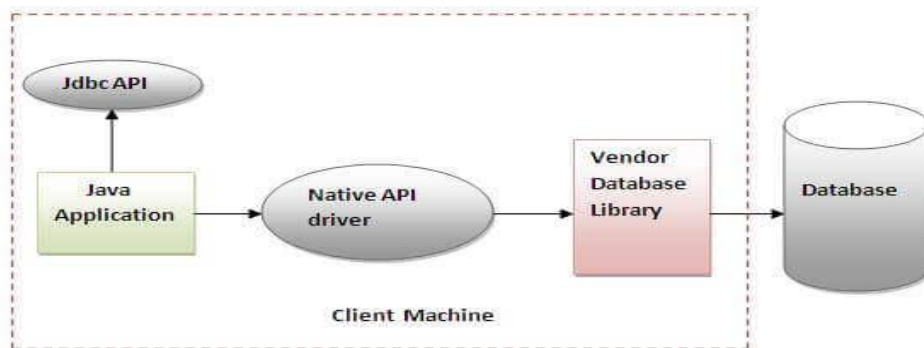 Jdbc API
Java
Application
Native API
driver
Vendor
Database
Library
Database
Client Machine